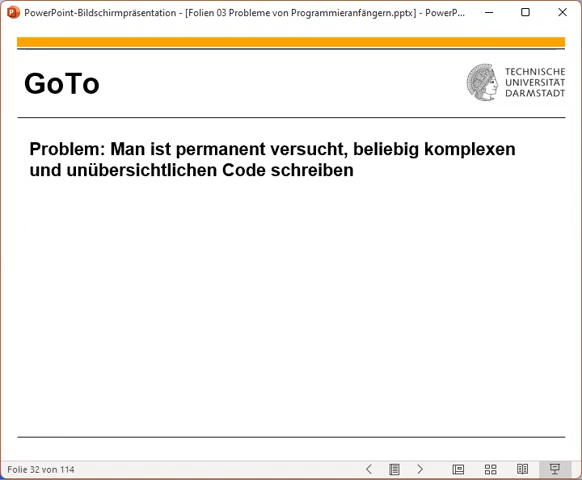 PowerPoint-Bildschirmpräsentation - [Folien 03 Probleme von Programmieranfängern.pptx] - PowerP...
GoTo
TECHNISCHE
UNIVERSITÄT
DARMSTADT
Problem: Man ist permanent versucht, beliebig komplexen
und unübersichtlichen Code schreiben
Folie 32 von 114